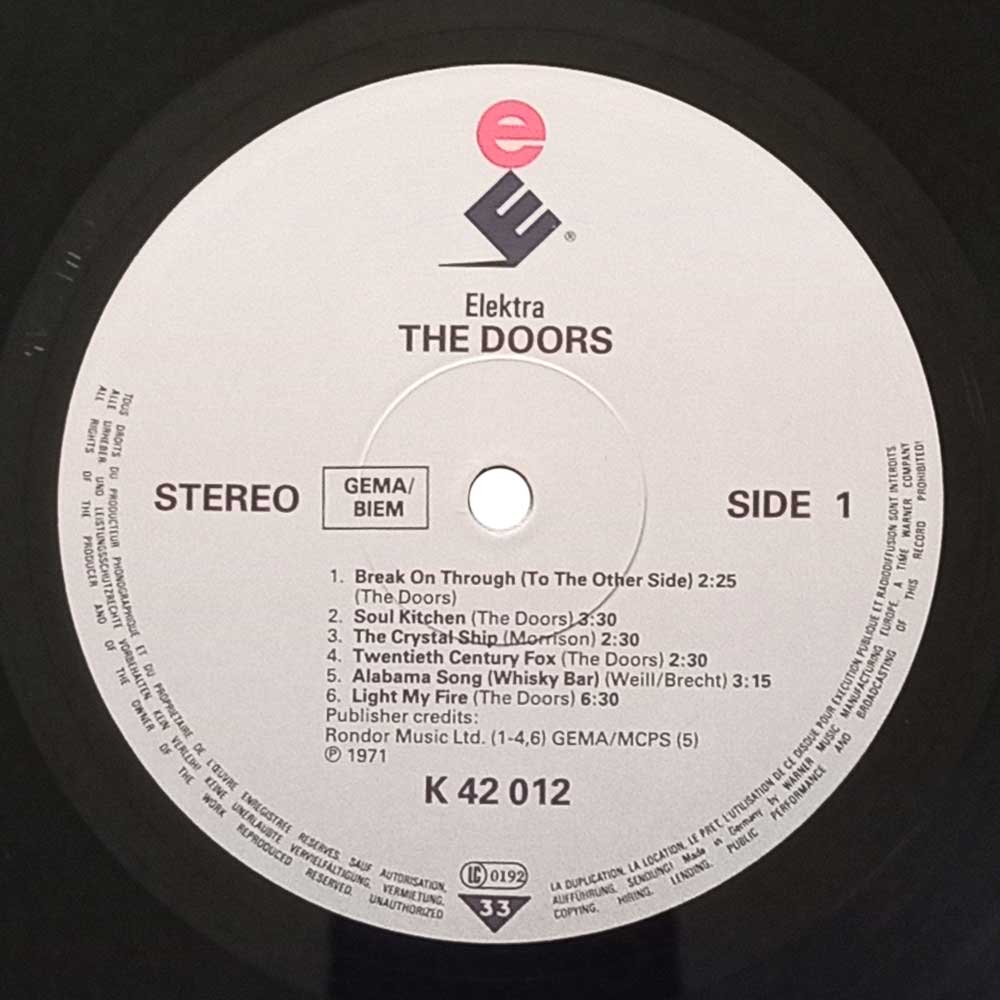 e
E ®
Elektra
THE DOORS
STEREO
GEMA/
BIEM
SIDE 1
1. Break On Through (To The Other Side) 2:25
(The Doors)
2. Soul Kitchen (The Doors) 3:30
3. The Crystal Ship (Morrison) 2:30
4. Twentieth Century Fox (The Doors) 2:30
5. Alabama Song (Whisky Bar) (Weill/Brecht) 3:15
6. Light My Fire (The Doors) 6:30
Publisher credits:
Rondor Music Ltd. (1-4,6) GEMA/MCPS (5)
℗ 1971
K 42 012
LC 0192
33
TOUS DROITS DU PRODUCTEUR PHONOGRAPHIQUE ET DU PROPRIETAIRE DE L'ŒUVRE ENREGISTREE RESERVES. SAUF AUTORISATION,
ALLE URHEBER UND LEISTUNGSSCHUTZRECHTE VORBEHALTEN KEIN VERLEIH! KEINE UNERLAUBTE VERVIELFÄLTIGUNG, VERMIETUNG,
ALL RIGHTS OF THE PRODUCER AND OF THE OWNER OF THE WORK REPRODUCED RESERVED. UNAUTHORIZED
LA DUPLICATION, LA LOCATION, LE PRET, L'UTILISATION DE CE DISQUE POUR EXECUTION PUBLIQUE ET RADIODIFFUSION SONT INTERDITS
AUFFÜHRUNG, SENDUNG! Made in Germany by WARNER MUSIC MANUFACTURING EUROPE. A TIME WARNER COMPANY
COPYING, HIRING, LENDING, PUBLIC PERFORMANCE AND BROADCASTING OF THIS RECORD PROHIBITED!